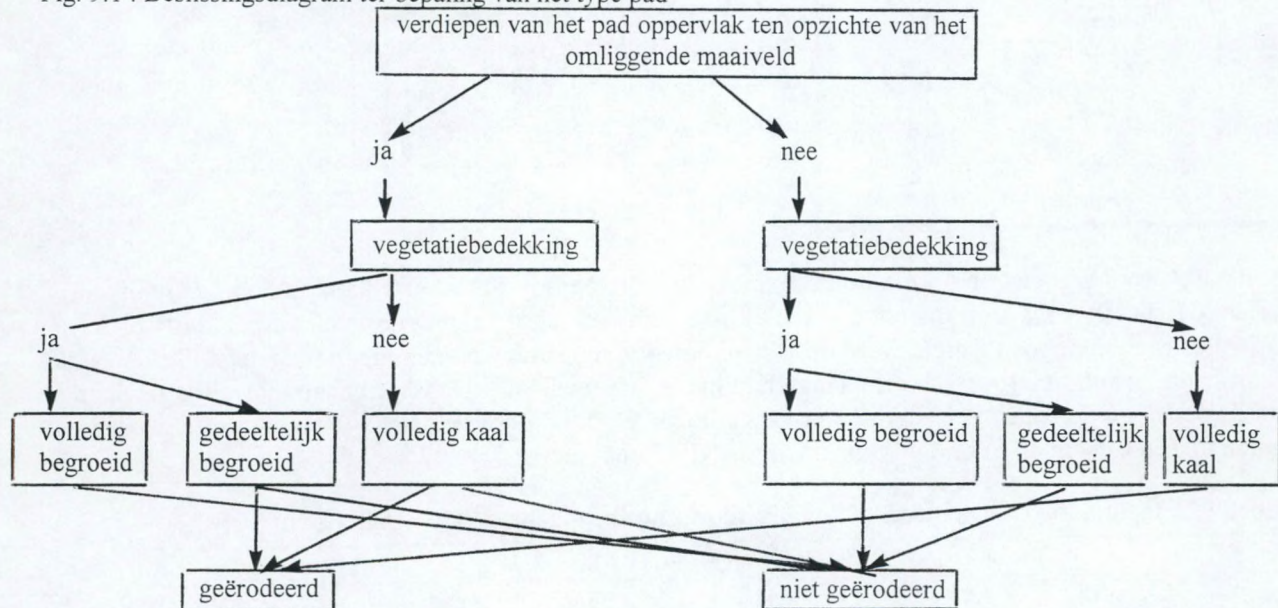 verdiepen van het pad oppervlak ten opzichte van het
omliggende maaiveld
ja nee
vegetatiebedekking vegetatiebedekking
ja nee ja nee
volledig begroeid
gedeeltelijk begroeid
volledig kaal
volledig begroeid
gedeeltelijk begroeid
volledig kaal
geërodeerd niet geërodeerd